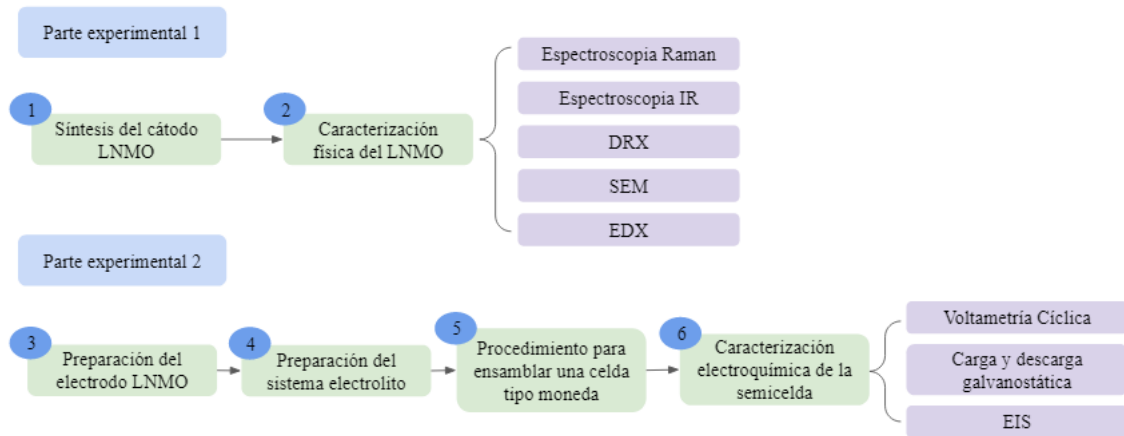 Parte experimental 1
1
Síntesis del cátodo
LNMO
2
Caracterización
física del LNMO
Espectroscopia Raman
Espectroscopia IR
DRX
SEM
EDX
Parte experimental 2
3
Preparación del
electrodo LNMO
4
Preparación del
sistema electrolito
5
Procedimiento para
ensamblar una celda
tipo moneda
6
Caracterización
electroquímica de la
semicelda
Voltametría Cíclica
Carga y descarga
galvanostática
EIS